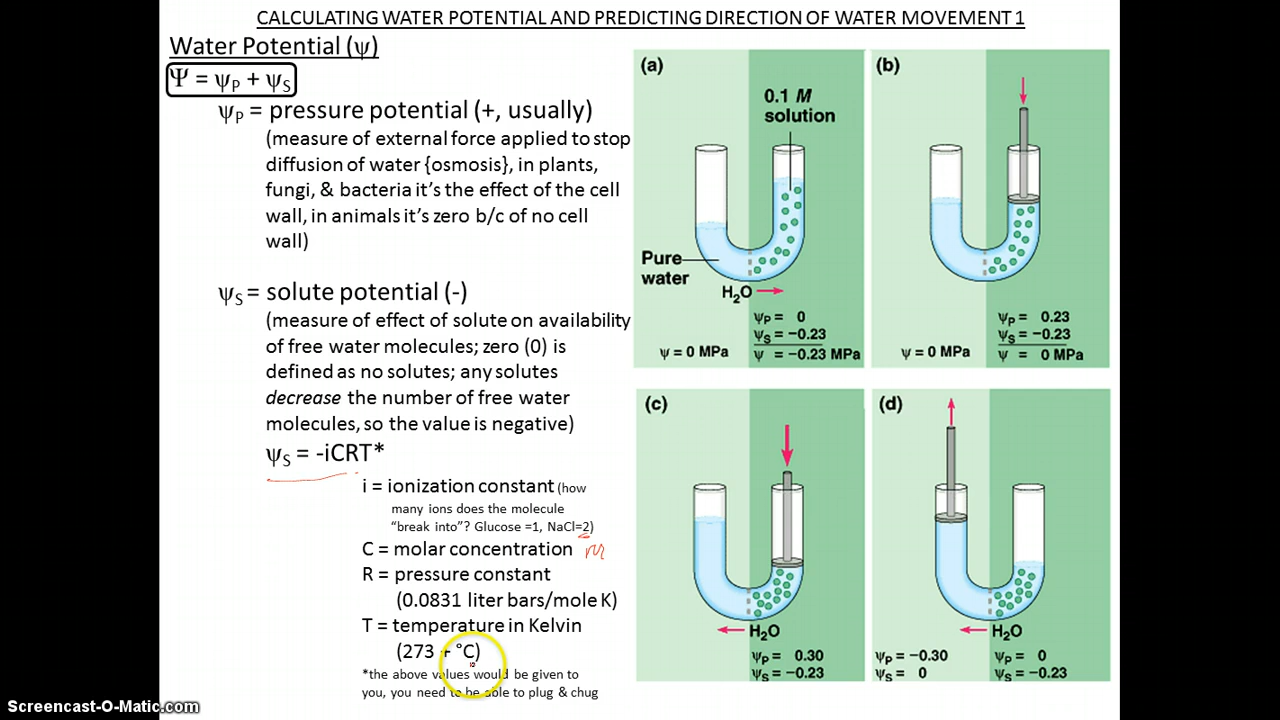 CALCULATING WATER POTENTIAL AND PREDICTING DIRECTION OF WATER MOVEMENT 1
Water Potential (ψ)
Ψ = ψP + ψS
ψP = pressure potential (+, usually)
(measure of external force applied to stop
diffusion of water {osmosis}, in plants,
fungi, & bacteria it’s the effect of the cell
wall, in animals it’s zero b/c of no cell
wall)
ψS = solute potential (-)
(measure of effect of solute on availability
of free water molecules; zero (0) is
defined as no solutes; any solutes
decrease the number of free water
molecules, so the value is negative)
ψS = -iCRT*
i = ionization constant (how
many ions does the molecule
“break into”? Glucose =1, NaCl=2)
C = molar concentration M
R = pressure constant
(0.0831 liter bars/mole K)
T = temperature in Kelvin
(273 + °C)
*the above values would be given to
you, you need to be able to plug & chug
(a)
0.1 M
solution
Pure
water
H2O
ψP = 0
ψS = −0.23
ψ = 0 MPa
ψ = −0.23 MPa
(b)
ψP = 0.23
ψS = −0.23
ψ = 0 MPa
ψ = 0 MPa
(c)
H2O
ψP = 0.30
ψS = −0.23
(d)
H2O
ψP = −0.30
ψS = 0
ψP = 0
ψS = −0.23
Screencast-O-Matic.com